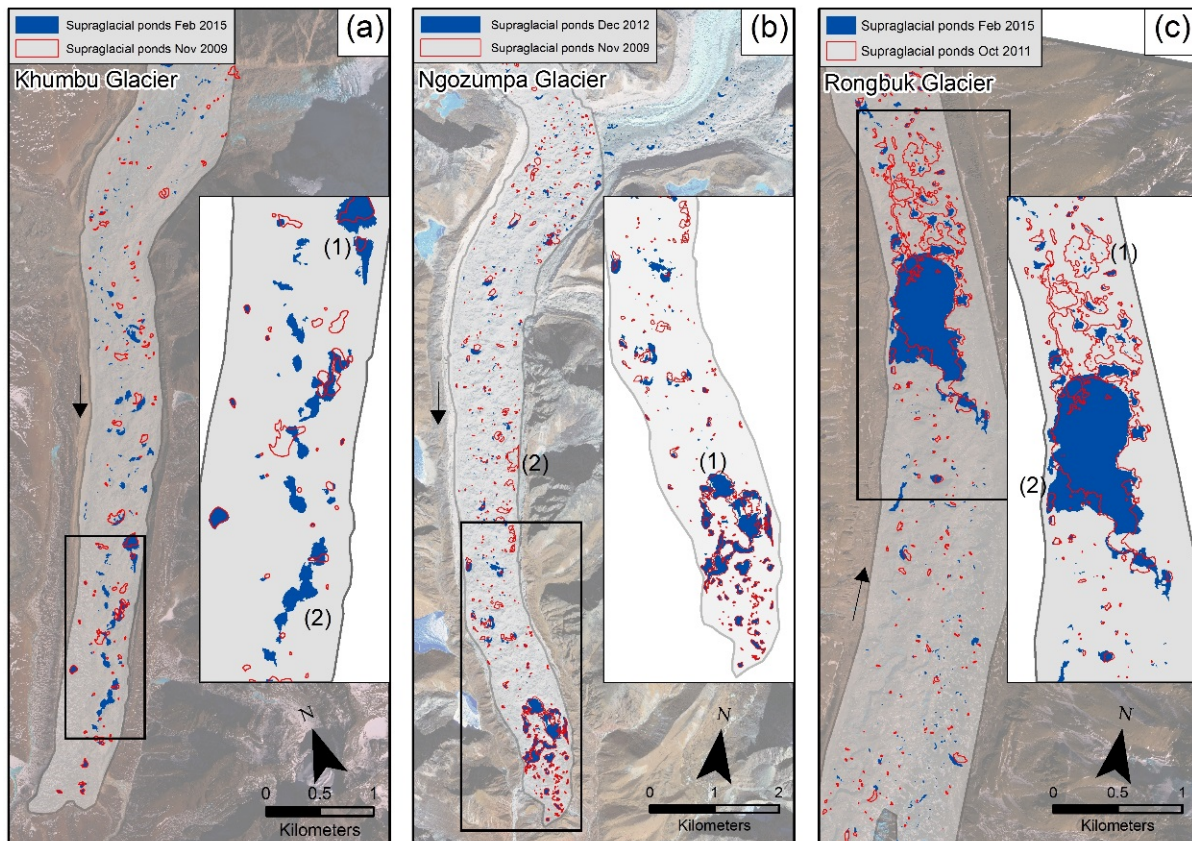 Supraglacial ponds Feb 2015
Supraglacial ponds Nov 2009
(a)
Khumbu Glacier
(1)
(2)
N
0 0.5 1
Kilometers
Supraglacial ponds Dec 2012
Supraglacial ponds Nov 2009
(b)
Ngozumpa Glacier
(2)
(1)
N
0 1 2
Kilometers
Supraglacial ponds Feb 2015
Supraglacial ponds Oct 2011
(c)
Rongbuk Glacier
(1)
(2)
N
0 0.5 1
Kilometers